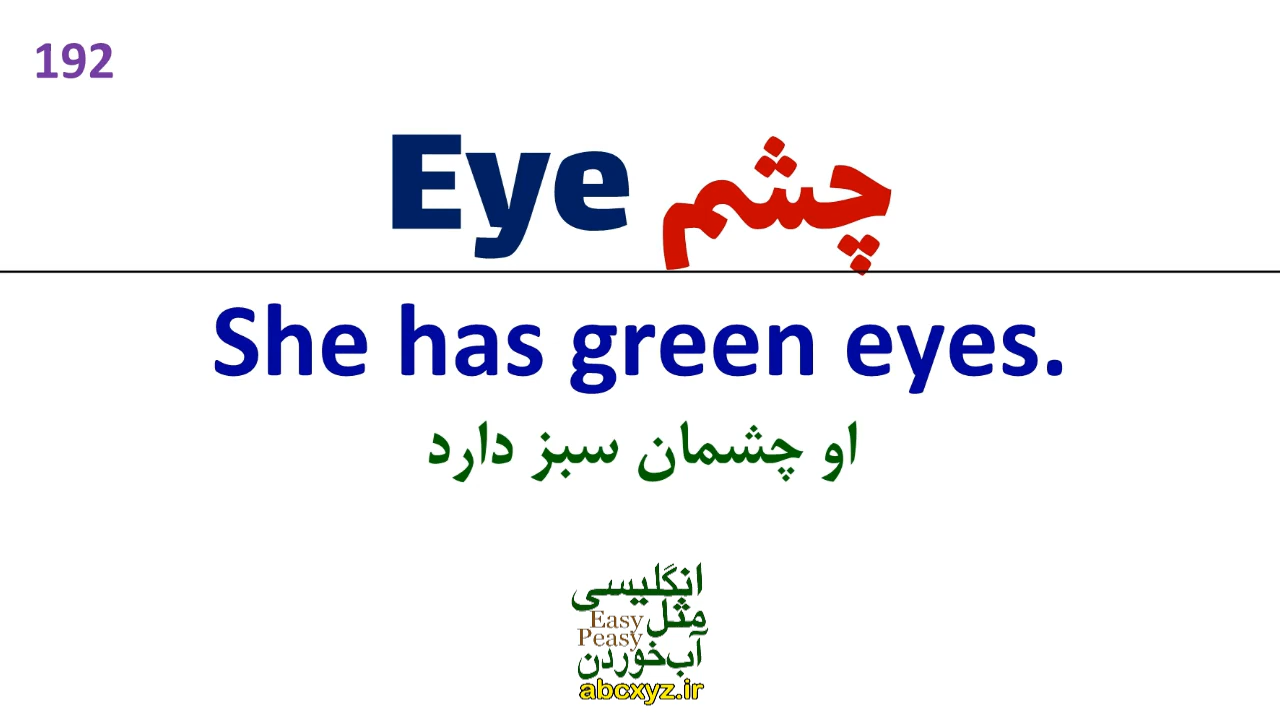 192
Eye چشم
She has green eyes.
او چشمان سبز دارد
انگلیسی
مثل
Easy
Peasy
آب‌خوردن
abcxyz.ir